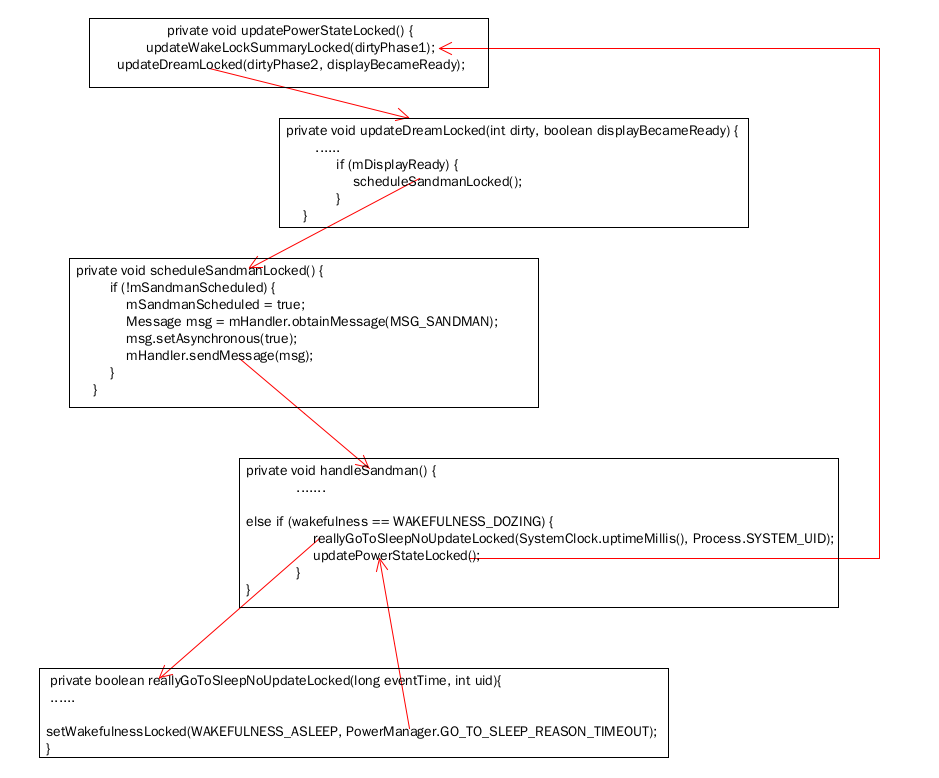 private void updatePowerStateLocked() {
updateWakeLockSummaryLocked(dirtyPhase1);
updateDreamLocked(dirtyPhase2, displayBecameReady);
private void updateDreamLocked(int dirty, boolean displayBecameReady) {
......
if (mDisplayReady) {
scheduleSandmanLocked();
}
}
private void scheduleSandmanLocked() {
if (!mSandmanScheduled) {
mSandmanScheduled = true;
Message msg = mHandler.obtainMessage(MSG_SANDMAN);
msg.setAsynchronous(true);
mHandler.sendMessage(msg);
}
}
private void handleSandman() {
.......
else if (wakefulness == WAKEFULNESS_DOZING) {
reallyGoToSleepNoUpdateLocked(SystemClock.uptimeMillis(), Process.SYSTEM_UID);
updatePowerStateLocked();
}
}
private boolean reallyGoToSleepNoUpdateLocked(long eventTime, int uid){
......
setWakefulnessLocked(WAKEFULNESS_ASLEEP, PowerManager.GO_TO_SLEEP_REASON_TIMEOUT);
}